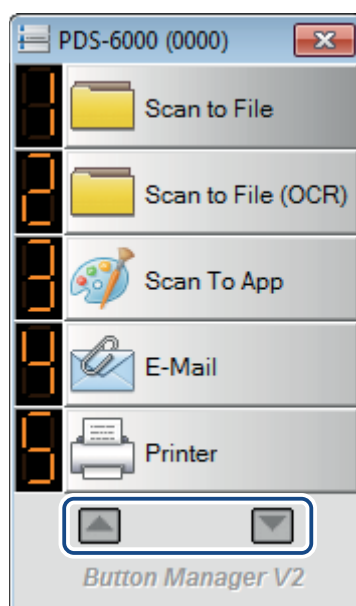 PDS-6000 (0000)
1 Scan to File
2 Scan to File (OCR)
3 Scan To App
4 E-Mail
5 Printer
Button Manager V2